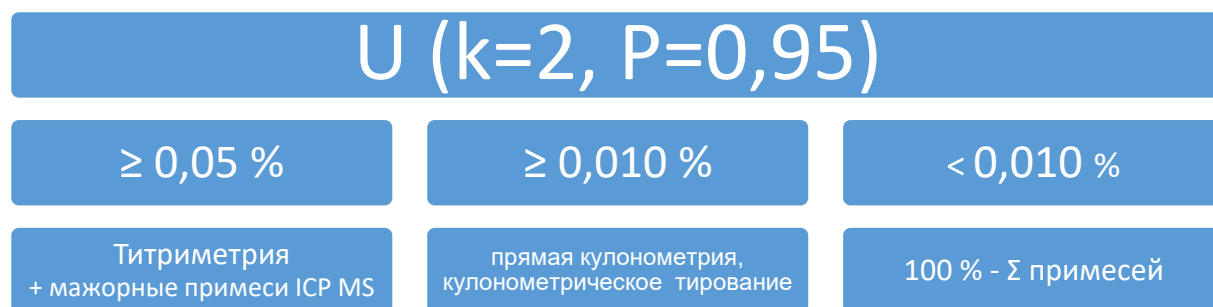 U (k=2, P=0,95)
≥ 0,05 %
≥ 0,010 %
< 0,010 %
Титриметрия
+ мажорные примеси ICP MS
прямая кулонометрия,
кулонометрическое тирование
100 % - Σ примесей